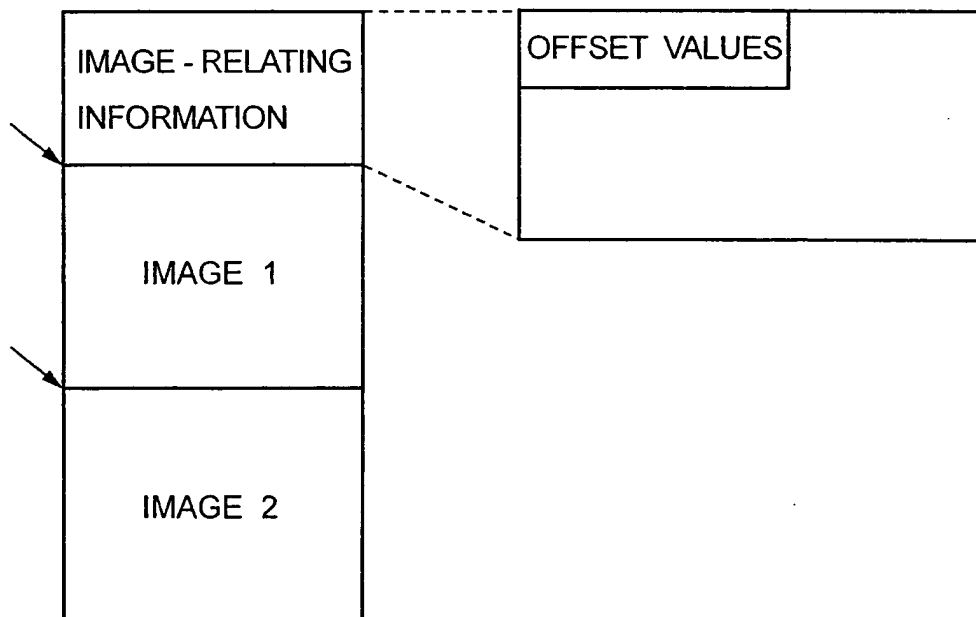 IMAGE - RELATING
INFORMATION
OFFSET VALUES
IMAGE 1
IMAGE 2